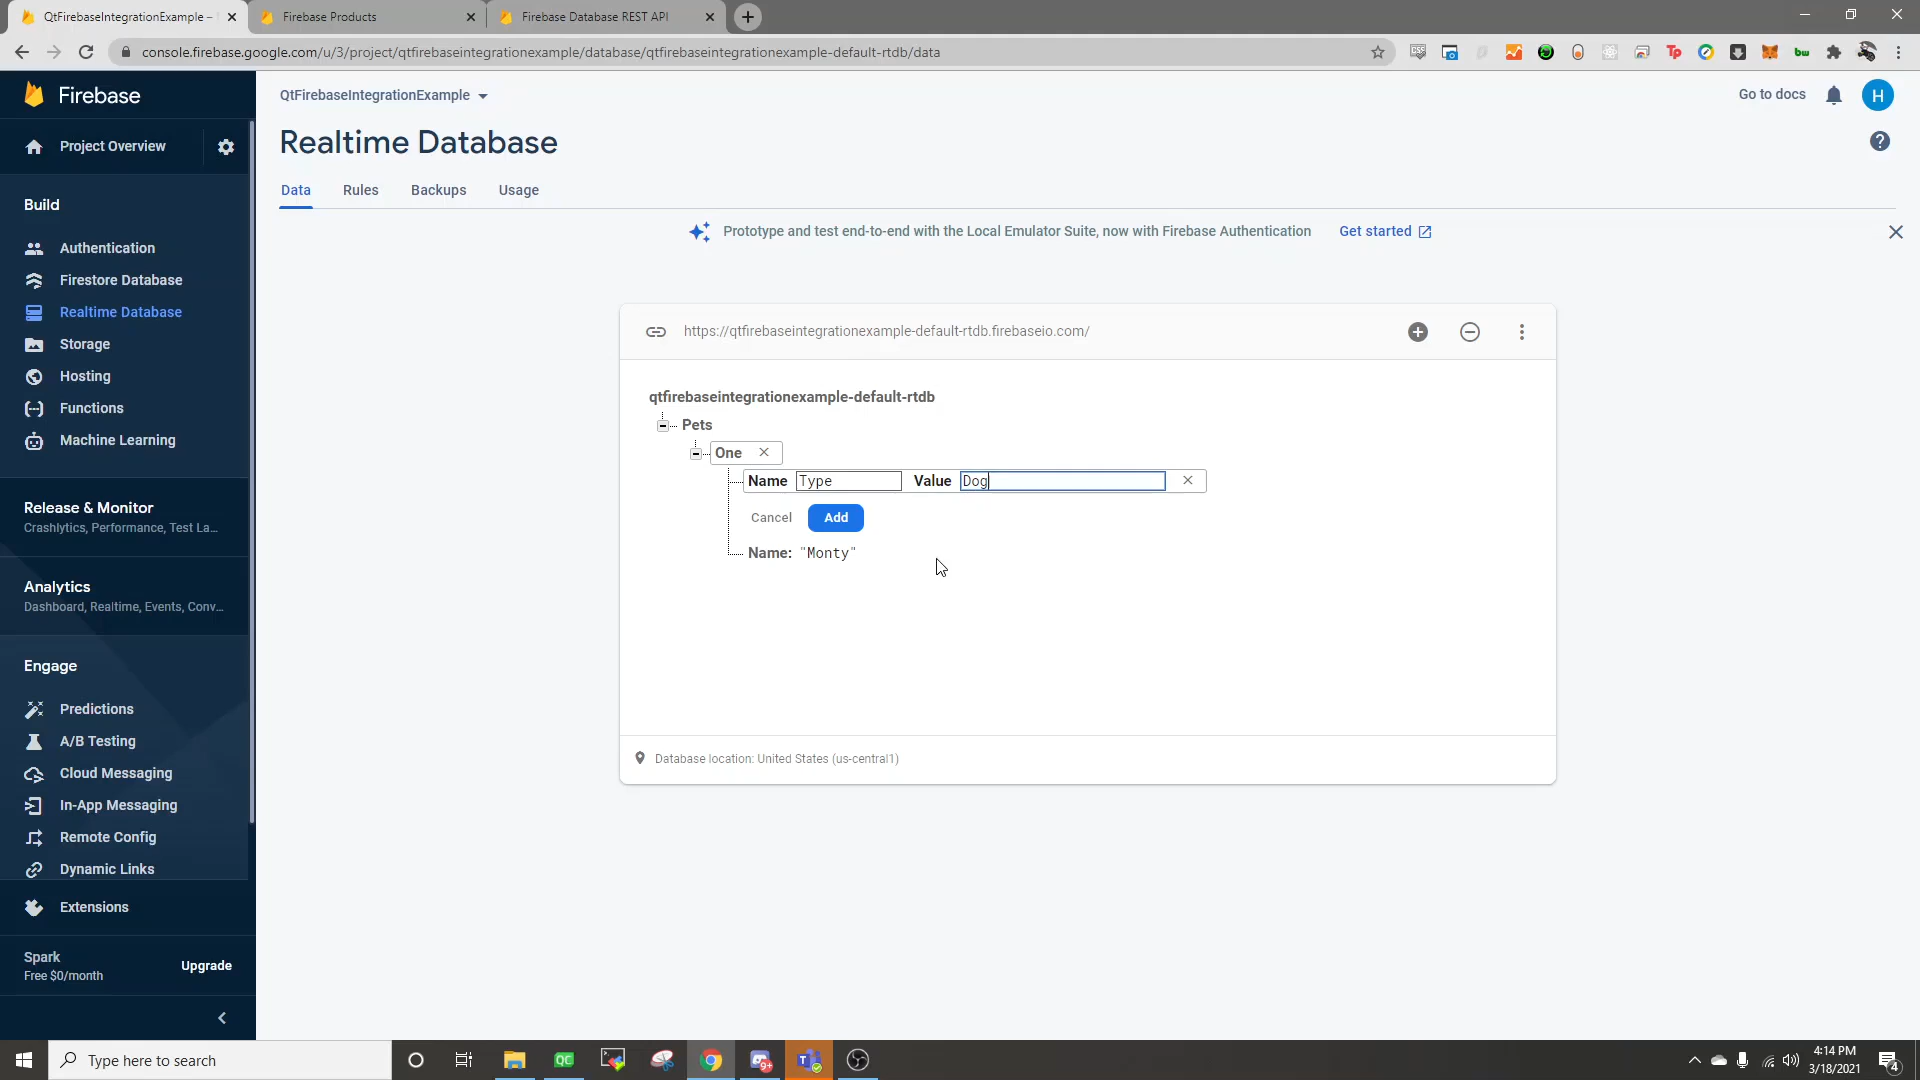 QtFirebaseIntegrationExample –
Firebase Products
Firebase Database REST API
console.firebase.google.com/u/3/project/qtfirebaseintegrationexample/database/qtfirebaseintegrationexample-default-rtdb/data
Firebase
QtFirebaseIntegrationExample
Go to docs
H
Project Overview
Realtime Database
Data Rules Backups Usage
Build
Prototype and test end-to-end with the Local Emulator Suite, now with Firebase Authentication Get started
Authentication
Firestore Database
Realtime Database
Storage
Hosting
Functions
Machine Learning
https://qtfirebaseintegrationexample-default-rtdb.firebaseio.com/
qtfirebaseintegrationexample-default-rtdb
Pets
One
Name Type Value Dog
Cancel Add
Name: "Monty"
Database location: United States (us-central1)
Release & Monitor
Crashlytics, Performance, Test La...
Analytics
Dashboard, Realtime, Events, Conv...
Engage
Predictions
A/B Testing
Cloud Messaging
In-App Messaging
Remote Config
Dynamic Links
Extensions
Spark
Free $0/month
Upgrade
Type here to search
4:14 PM
3/18/2021